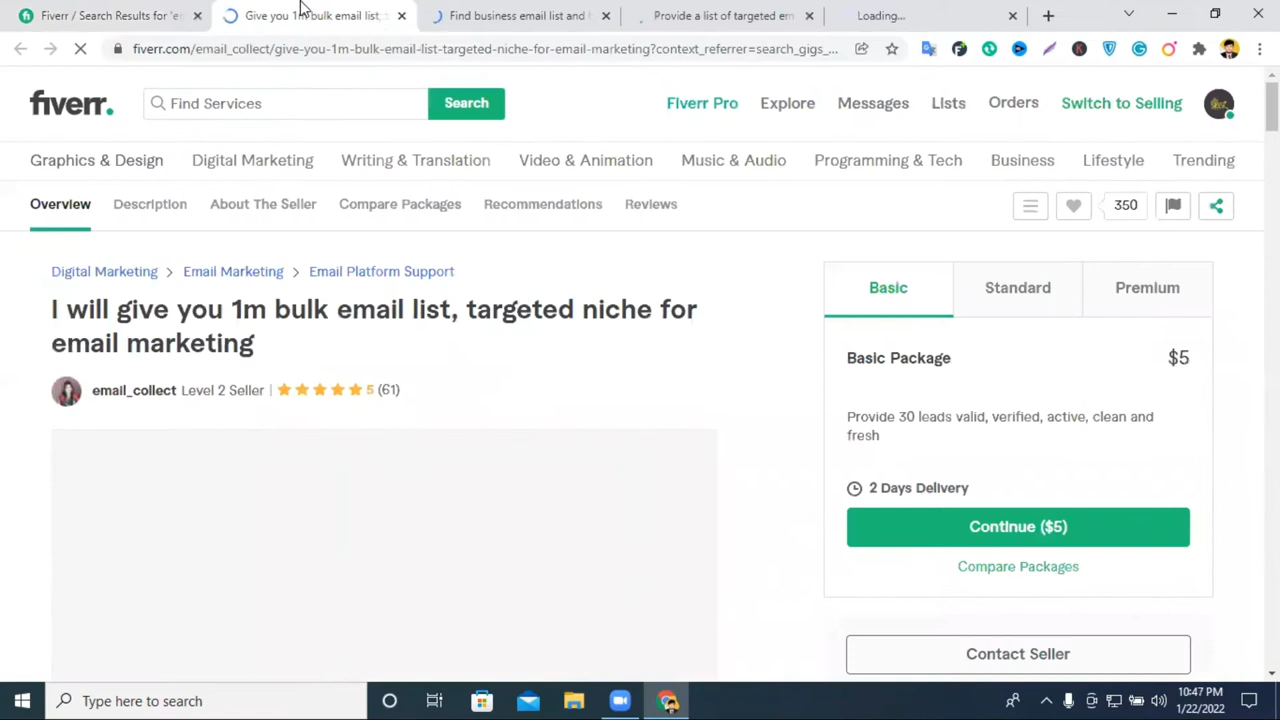 Fiverr / Search Results for 'e
Give you 1m bulk email list,
Find business email list and
Provide a list of targeted em
Loading...
fiverr.com/email_collect/give-you-1m-bulk-email-list-targeted-niche-for-email-marketing?context_referrer=search_gigs_...
fiverr.
Find Services
Search
Fiverr Pro
Explore
Messages
Lists
Orders
Switch to Selling
Graphics & Design
Digital Marketing
Writing & Translation
Video & Animation
Music & Audio
Programming & Tech
Business
Lifestyle
Trending
Overview
Description
About The Seller
Compare Packages
Recommendations
Reviews
350
Digital Marketing > Email Marketing > Email Platform Support
I will give you 1m bulk email list, targeted niche for
email marketing
email_collect Level 2 Seller | 5 (61)
Basic
Standard
Premium
Basic Package
$5
Provide 30 leads valid, verified, active, clean and
fresh
2 Days Delivery
Continue ($5)
Compare Packages
Contact Seller
Type here to search
10:47 PM
1/22/2022